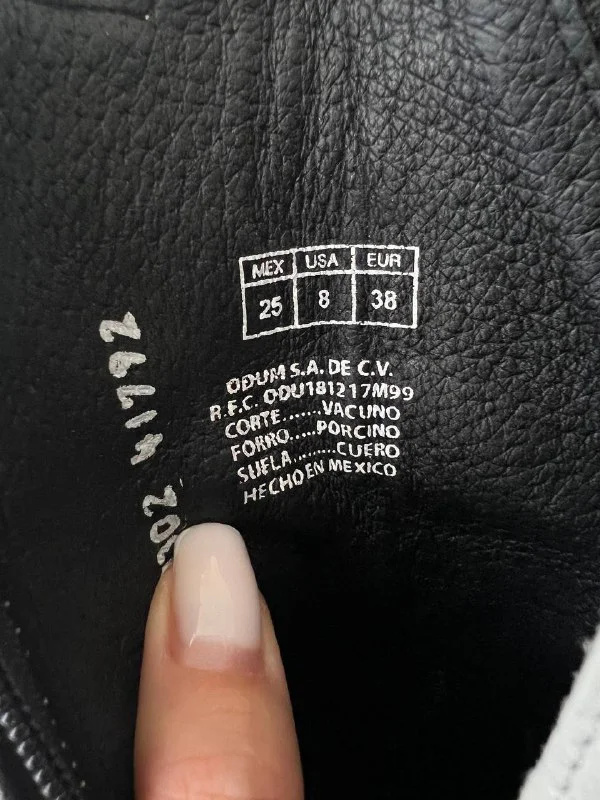 MEX USA EUR
25 8 38
ODUM S.A. DE C.V.
R.F.C. ODU181217M99
CORTE.......VACUNO
FORRO.....PORCINO
SUELA.........CUERO
HECHO EN MEXICO